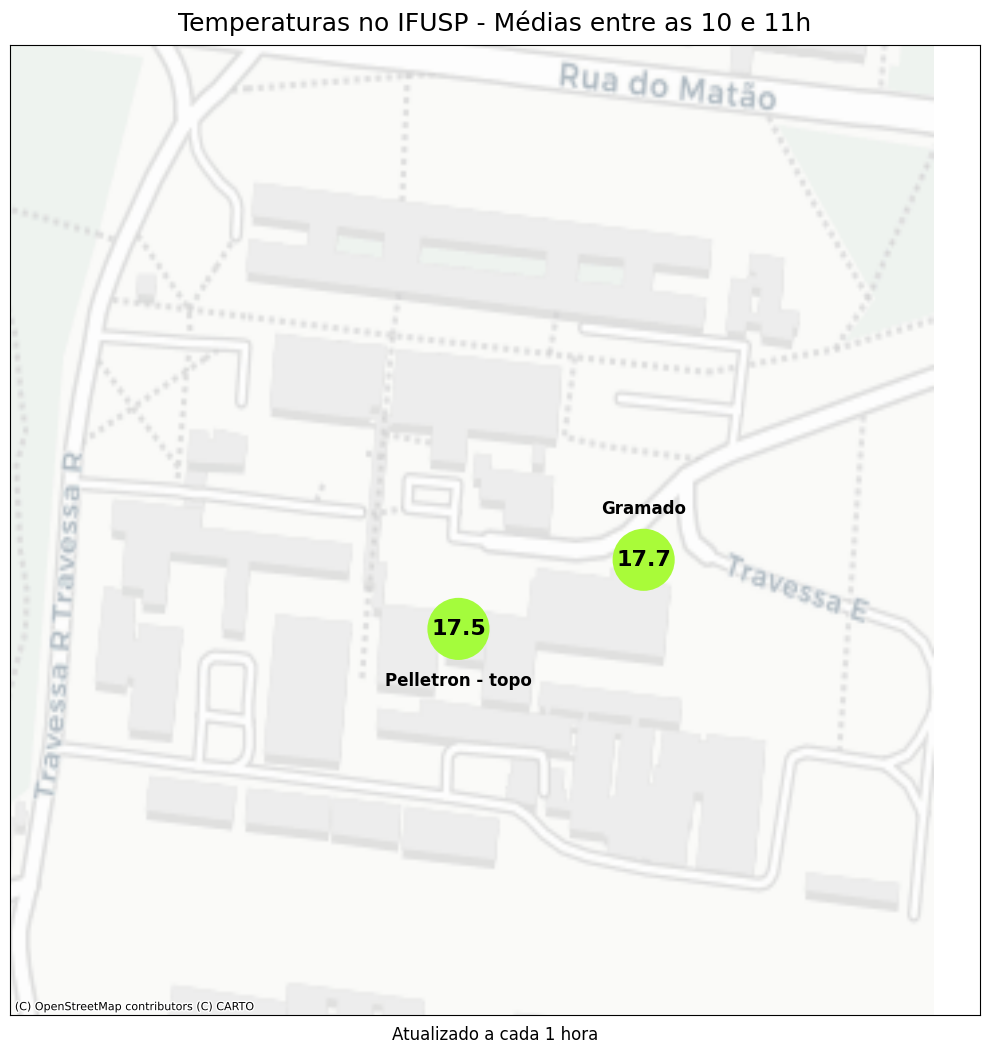 Temperaturas no IFUSP - Médias entre as 10 e 11h
Rua do Matão
Gramado
17.7
Travessa E
17.5
Pelletron - topo
Travessa R Travessa R
(C) OpenStreetMap contributors (C) CARTO
Atualizado a cada 1 hora